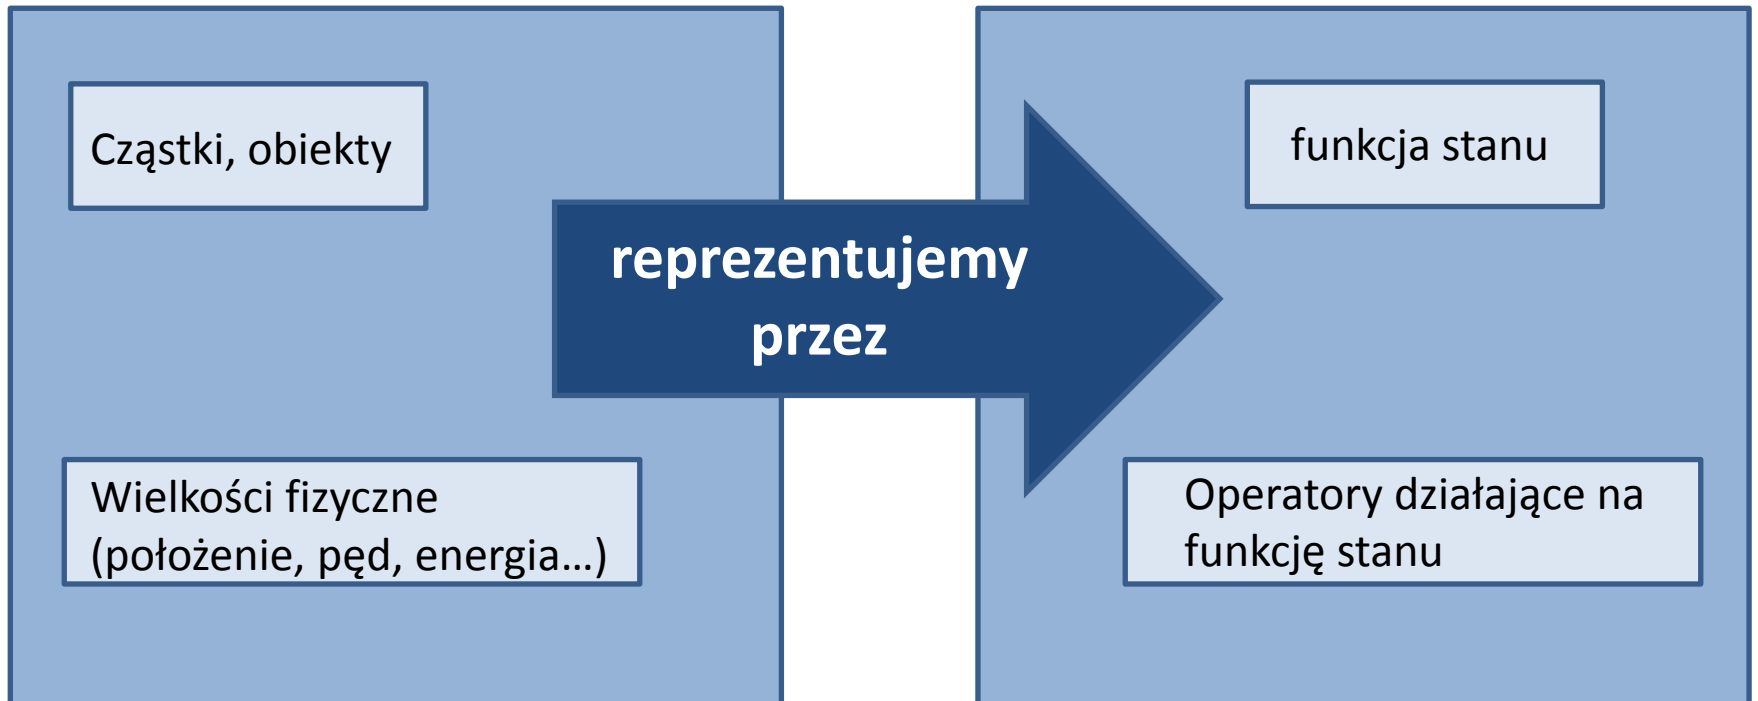 Cząstki, obiekty
funkcja stanu
reprezentujemy
przez
Wielkości fizyczne
(położenie, pęd, energia...)
Operatory działające na
funkcję stanu